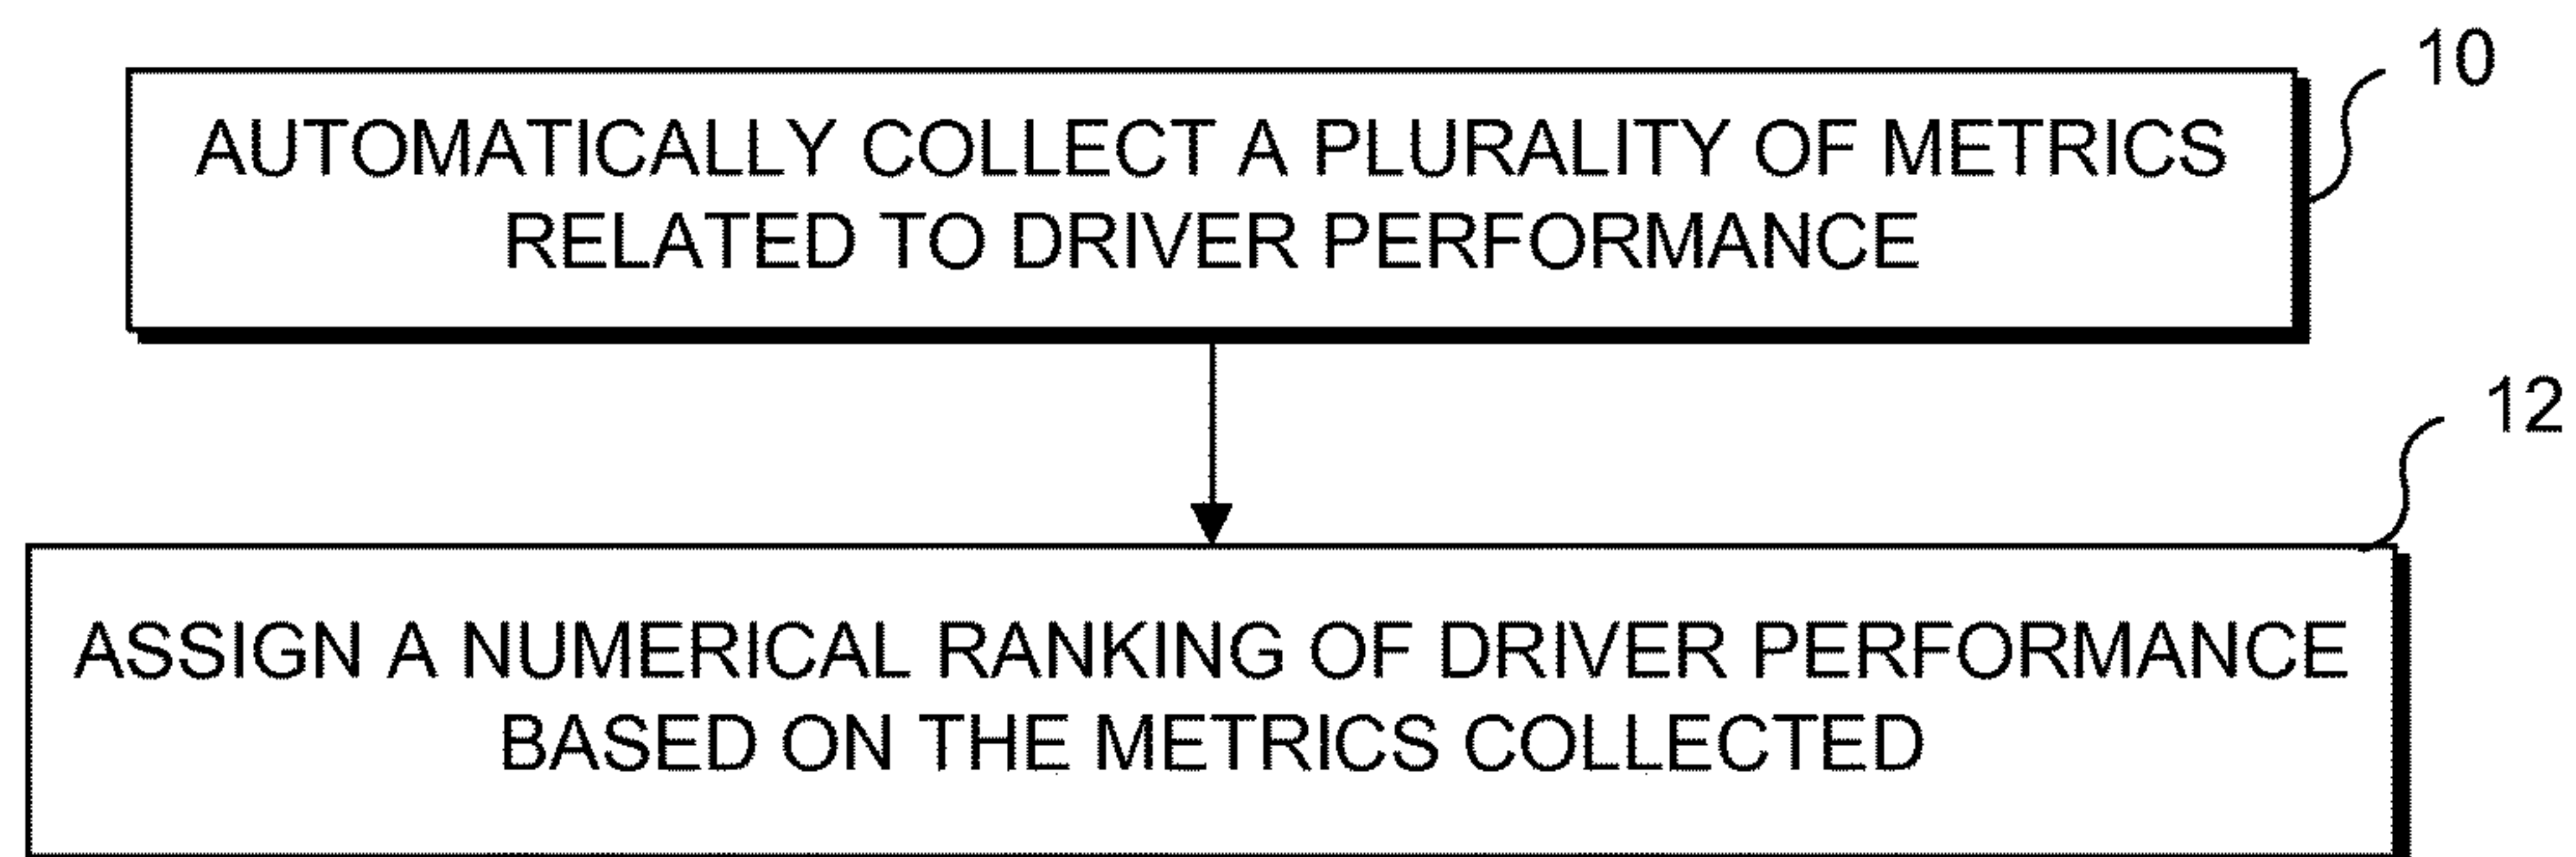 10
AUTOMATICALLY COLLECT A PLURALITY OF METRICS
RELATED TO DRIVER PERFORMANCE
12
ASSIGN A NUMERICAL RANKING OF DRIVER PERFORMANCE
BASED ON THE METRICS COLLECTED